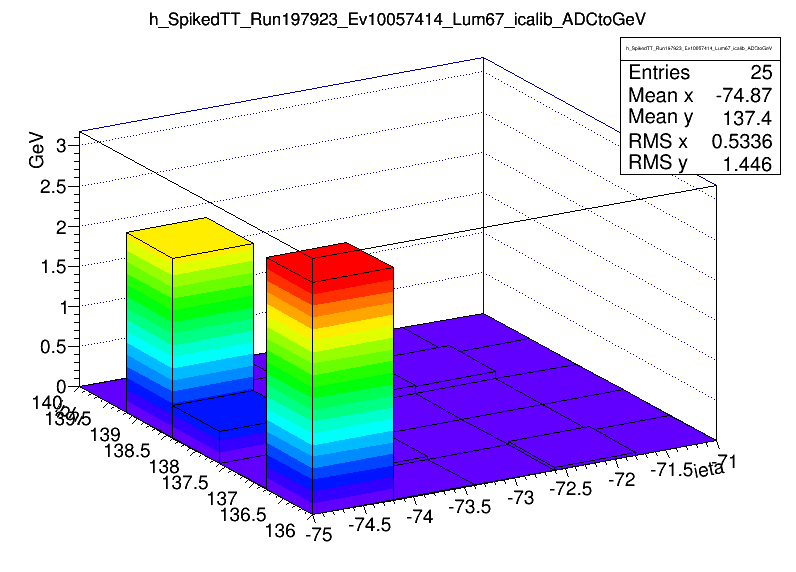 h_SpikedTT_Run197923_Ev10057414_Lum67_icalib_ADCtoGeV
h_SpikedTT_Run197923_Ev10057414_Lum67_icalib_ADCtoGeV
Entries 25
Mean x -74.87
Mean y 137.4
RMS x 0.5336
RMS y 1.446
GeV
3
2.5
2
1.5
1
0.5
0
140
139.5
139
138.5
138
137.5
137
136.5
136
iphi
-75
-74.5
-74
-73.5
-73
-72.5
-72
-71.5
-71
ieta